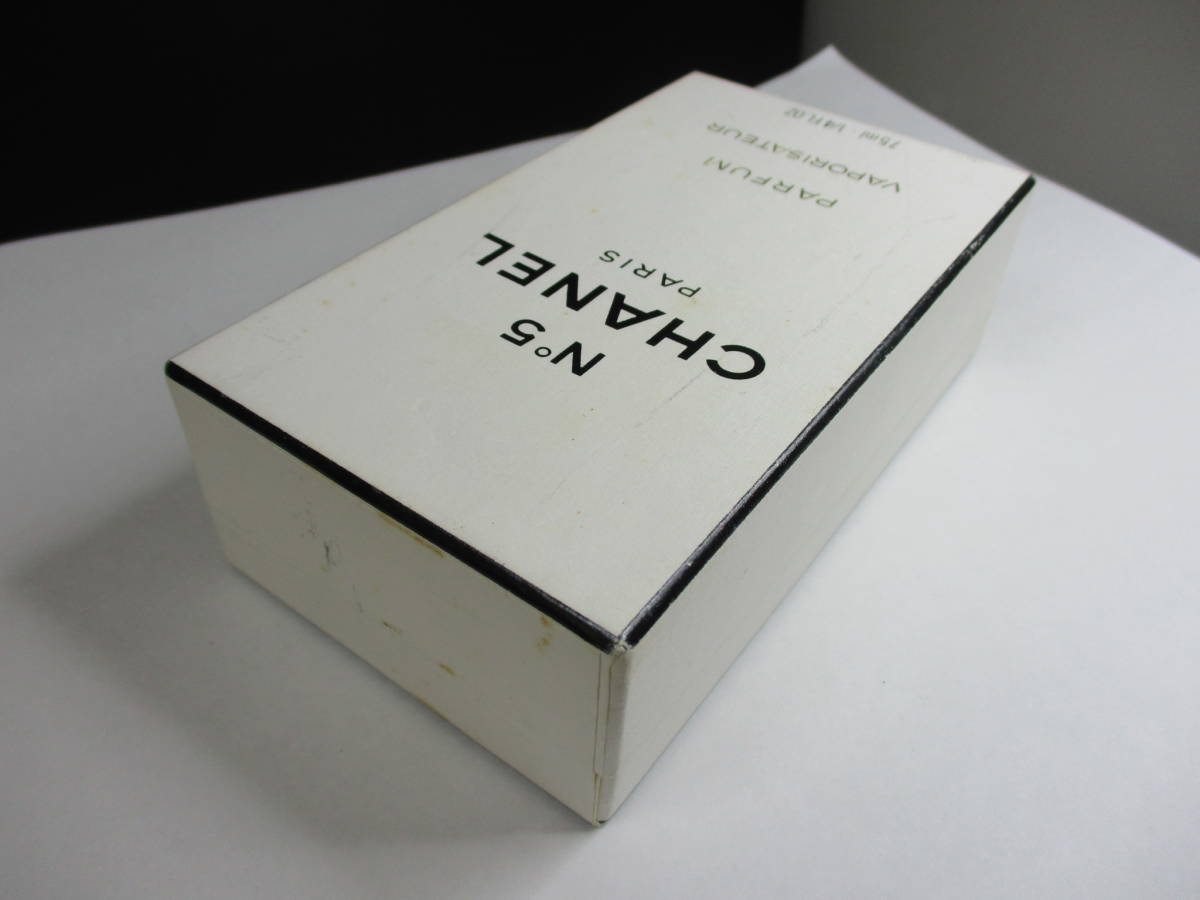 N°5
CHANEL
PARIS
PARFUM
VAPORISATEUR
7.5ml 1/4 FL.OZ